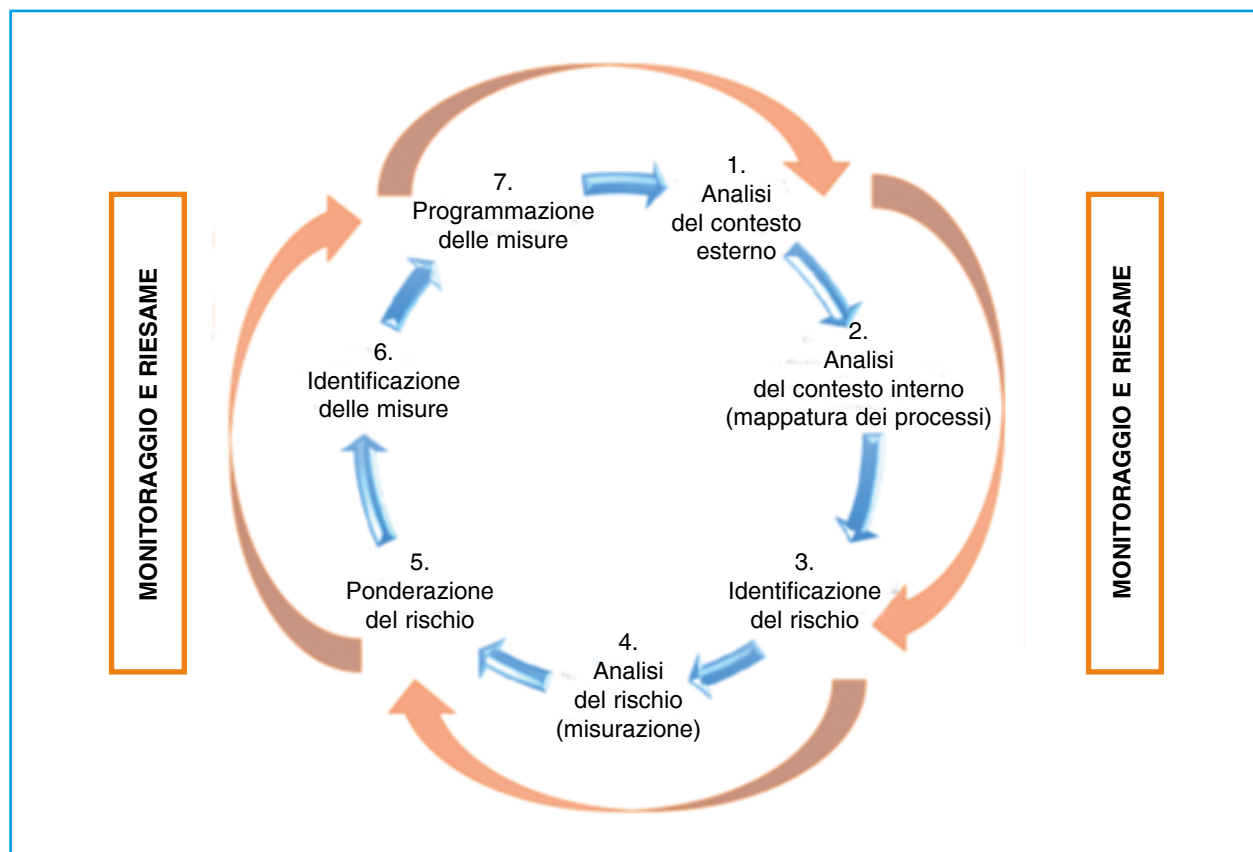 MONITORAGGIO E RIESAME
1.
Analisi
del contesto
esterno
2.
Analisi
del contesto interno
(mappatura dei processi)
3.
Identificazione
del rischio
4.
Analisi
del rischio
(misurazione)
5.
Ponderazione
del rischio
6.
Identificazione
delle misure
7.
Programmazione
delle misure
MONITORAGGIO E RIESAME